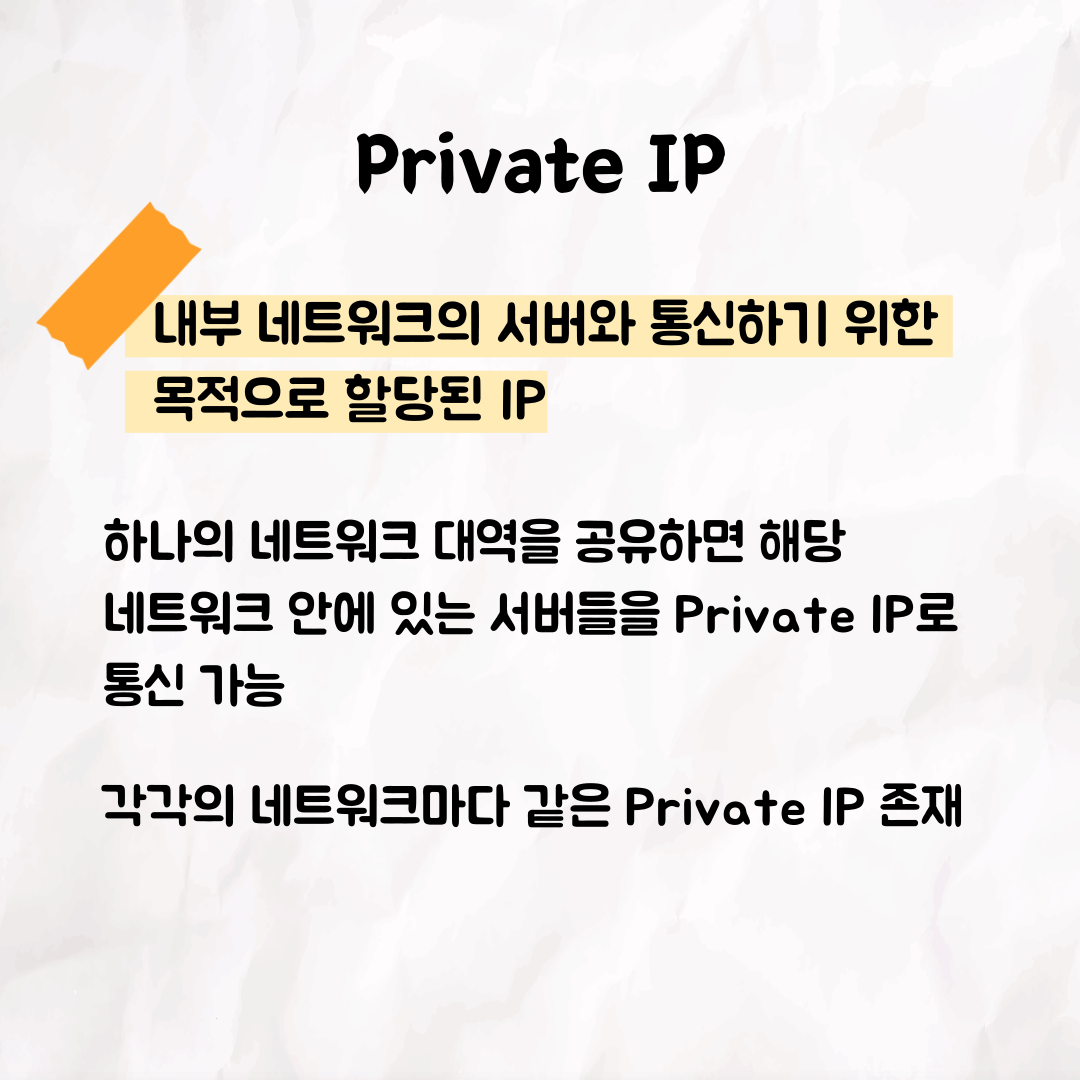 Private IP
내부 네트워크의 서버와 통신하기 위한
목적으로 할당된 IP
하나의 네트워크 대역을 공유하면 해당
네트워크 안에 있는 서버들을 Private IP로
통신 가능
각각의 네트워크마다 같은 Private IP 존재